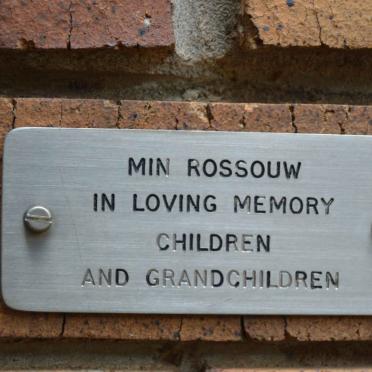 MIN ROSSOUW
IN LOVING MEMORY
CHILDREN
AND GRANDCHILDREN